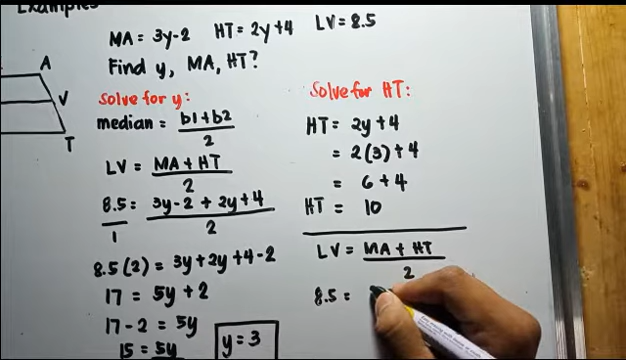 Examples
MA = 3y-2 HT = 2y+4 LV = 8.5
Find y, MA, HT?
A
V
T
Solve for y:
median = b1+b2
2
LV = MA + HT
2
8.5 = 3y-2 + 2y+4
1 2
8.5(2) = 3y+2y+4-2
17 = 5y+2
17-2 = 5y
15 = 5y
y = 3
Solve for HT:
HT = 2y+4
= 2(3)+4
= 6+4
HT = 10
LV = MA + HT
2
8.5 =